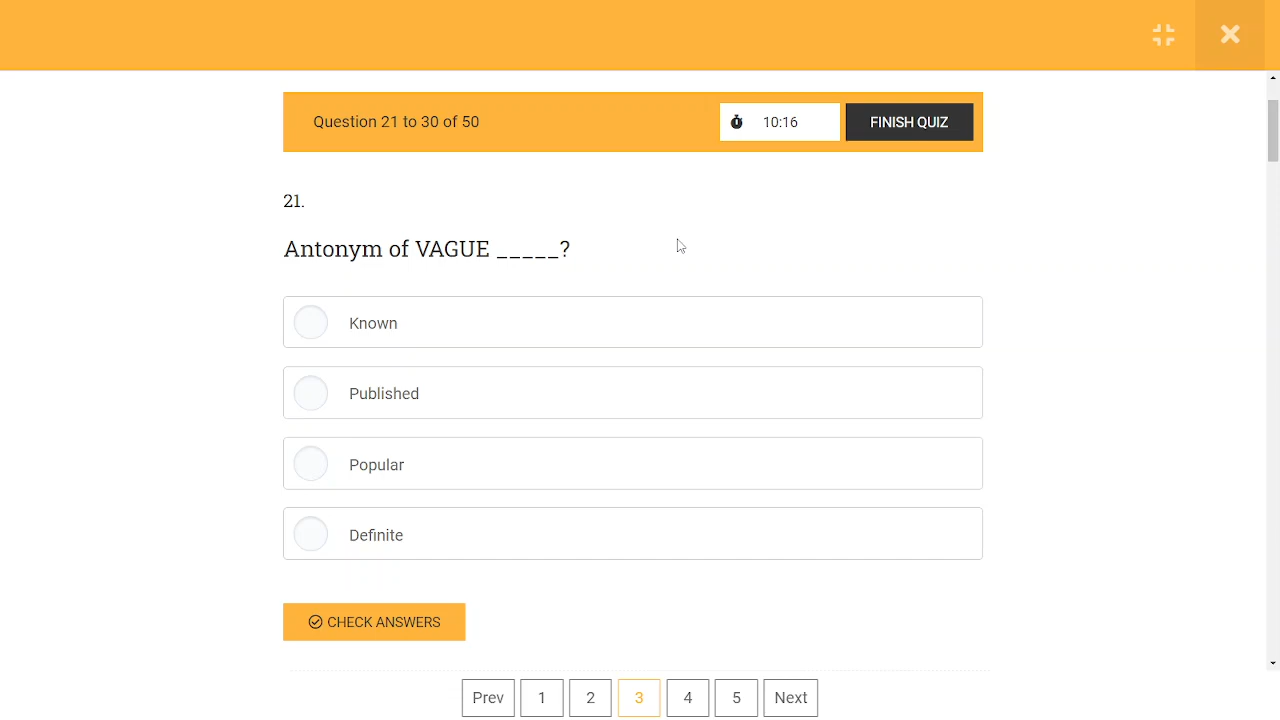 Question 21 to 30 of 50
10:16
FINISH QUIZ
21.
Antonym of VAGUE _____?
Known
Published
Popular
Definite
CHECK ANSWERS
Prev 1 2 3 4 5 Next